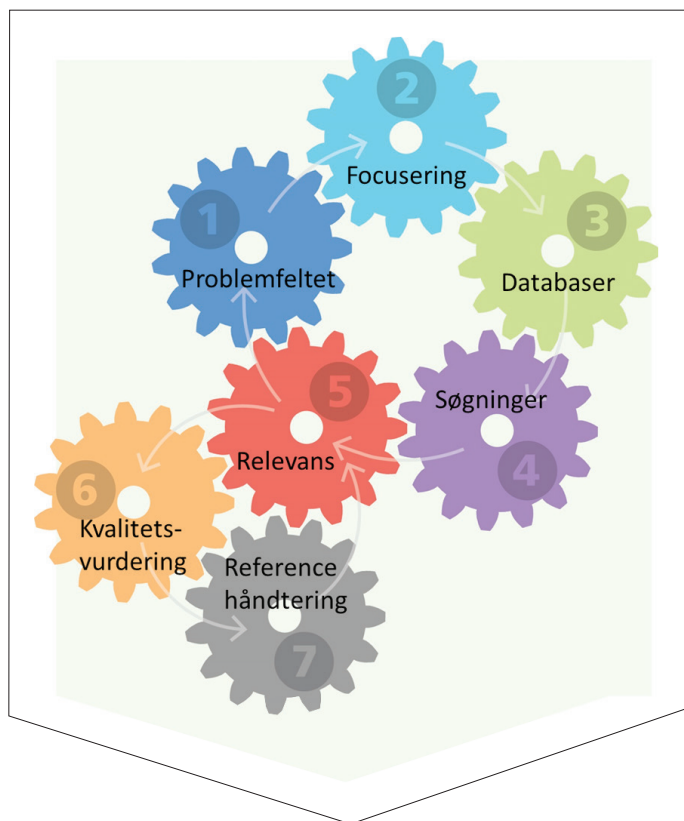 1
Problemfeltet
2
Focusering
3
Databaser
Søgninger
4
5
Relevans
6
Kvalitets-
vurdering
Reference
håndtering
7